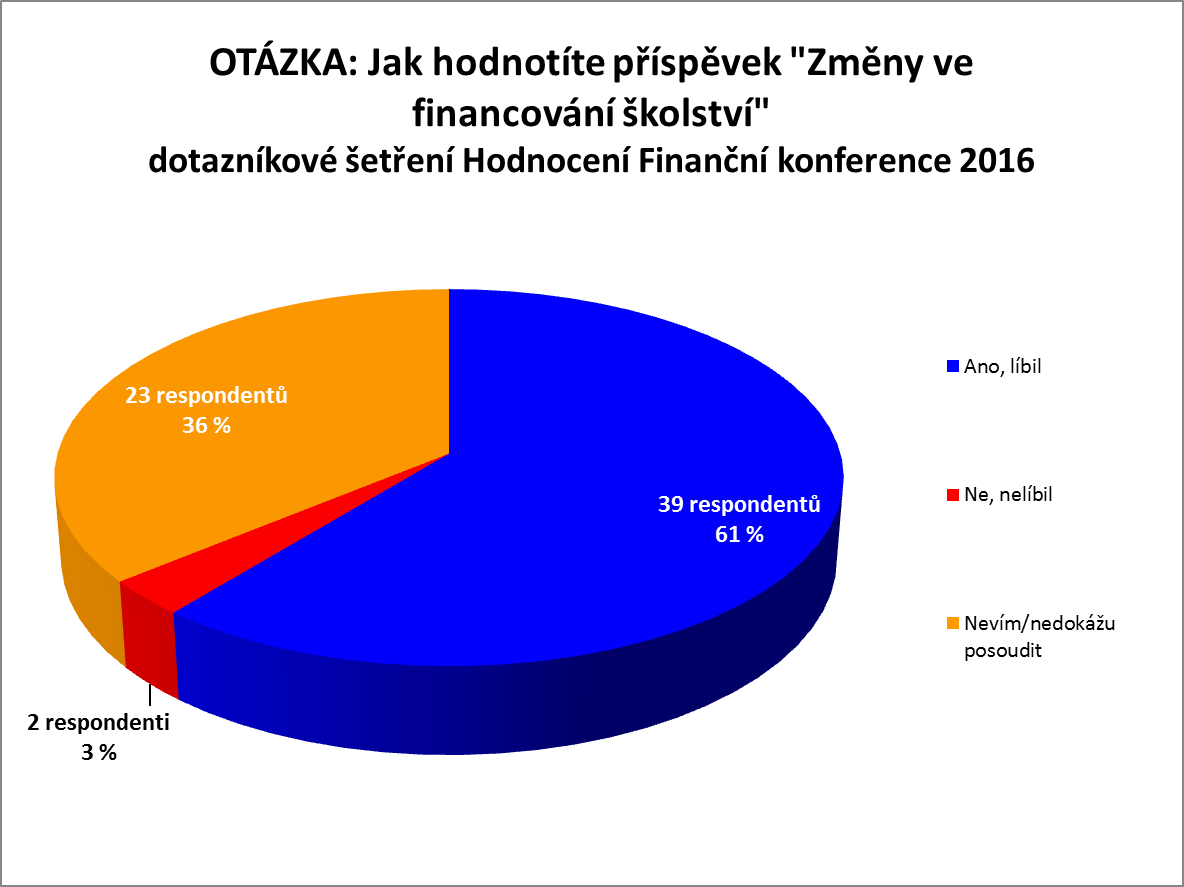 OTÁZKA: Jak hodnotíte příspěvek "Změny ve
financování školství"
dotazníkové šetření Hodnocení Finanční konference 2016
23 respondentů
36 %
39 respondentů
61 %
2 respondenti
3 %
Ano, líbil
Ne, nelíbil
Nevím/nedokážu
posoudit